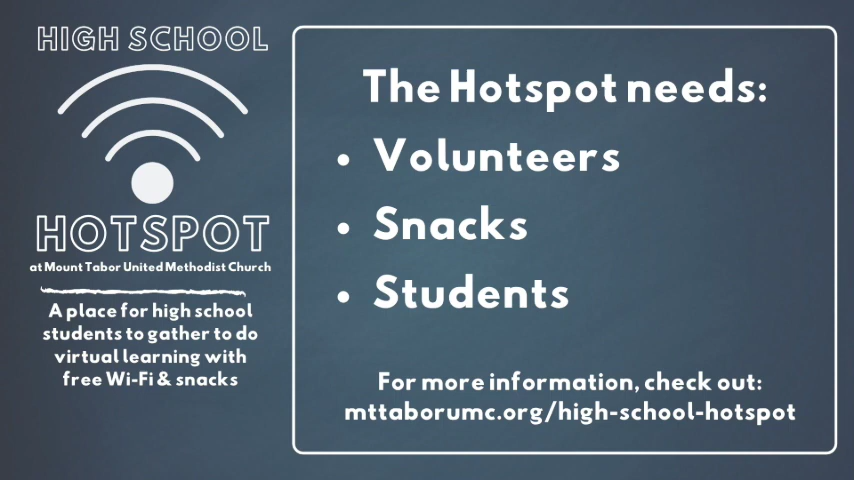 HIGH SCHOOL
HOTSPOT
at Mount Tabor United Methodist Church
A place for high school
students to gather to do
virtual learning with
free Wi-Fi & snacks
The Hotspot needs:
• Volunteers
• Snacks
• Students
For more information, check out:
mttaborumc.org/high-school-hotspot